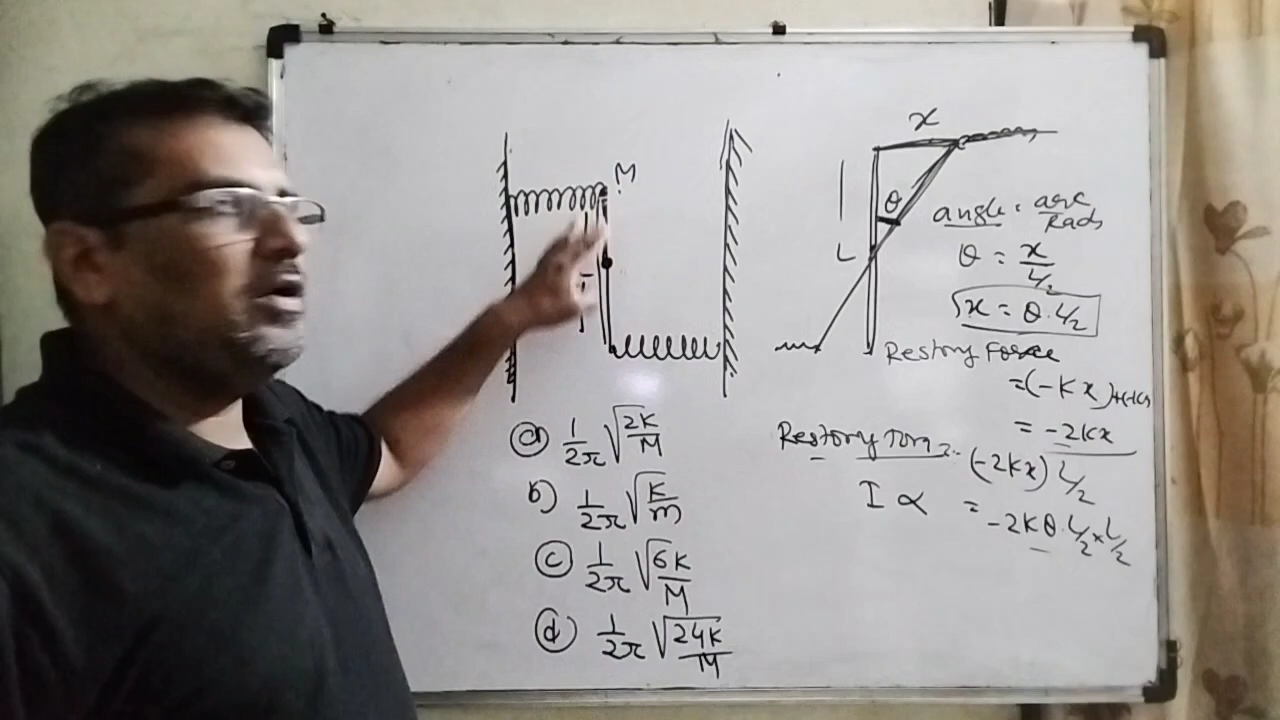 M
L
(a) 1/2π √2K/M
b) 1/2π √K/m
(c) 1/2π √6K/M
(d) 1/2π √24K/M
x
θ
L
angle = arc/Rads
θ = x/L/2
x = θ·L/2
Restory Force
= (-Kx)+(-Kx)
= -2Kx
Restory Torq = (-2Kx) L/2
I α = -2Kθ·L/2 × L/2